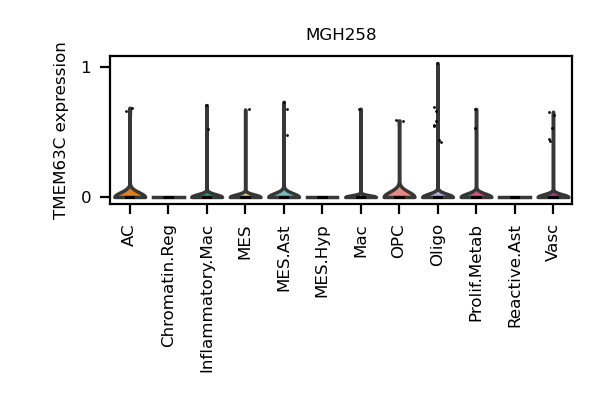 MGH258
TMEM63C expression
1
0
AC
Chromatin.Reg
Inflammatory.Mac
MES
MES.Ast
MES.Hyp
Mac
OPC
Oligo
Prolif.Metab
Reactive.Ast
Vasc